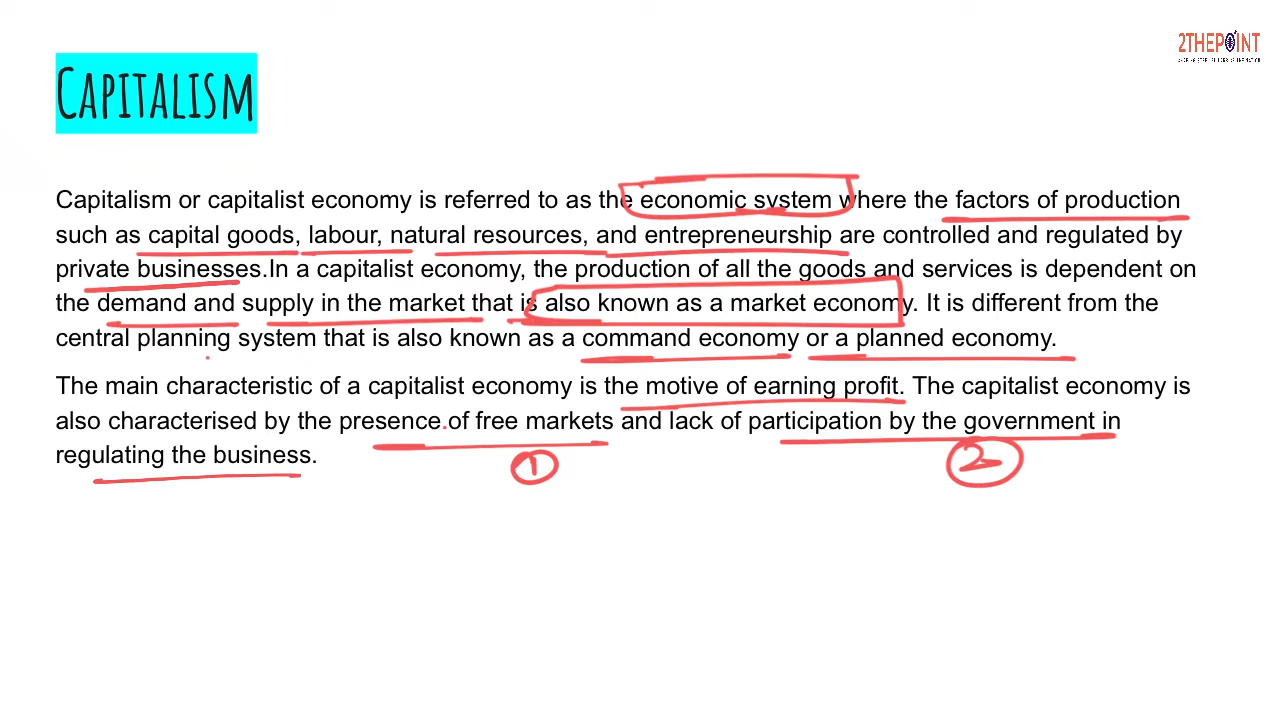 2THEPOINT
CAPITALISM
Capitalism or capitalist economy is referred to as the economic system where the factors of production
such as capital goods, labour, natural resources, and entrepreneurship are controlled and regulated by
private businesses.In a capitalist economy, the production of all the goods and services is dependent on
the demand and supply in the market that is also known as a market economy. It is different from the
central planning system that is also known as a command economy or a planned economy.
The main characteristic of a capitalist economy is the motive of earning profit. The capitalist economy is
also characterised by the presence of free markets and lack of participation by the government in
regulating the business.
1
2